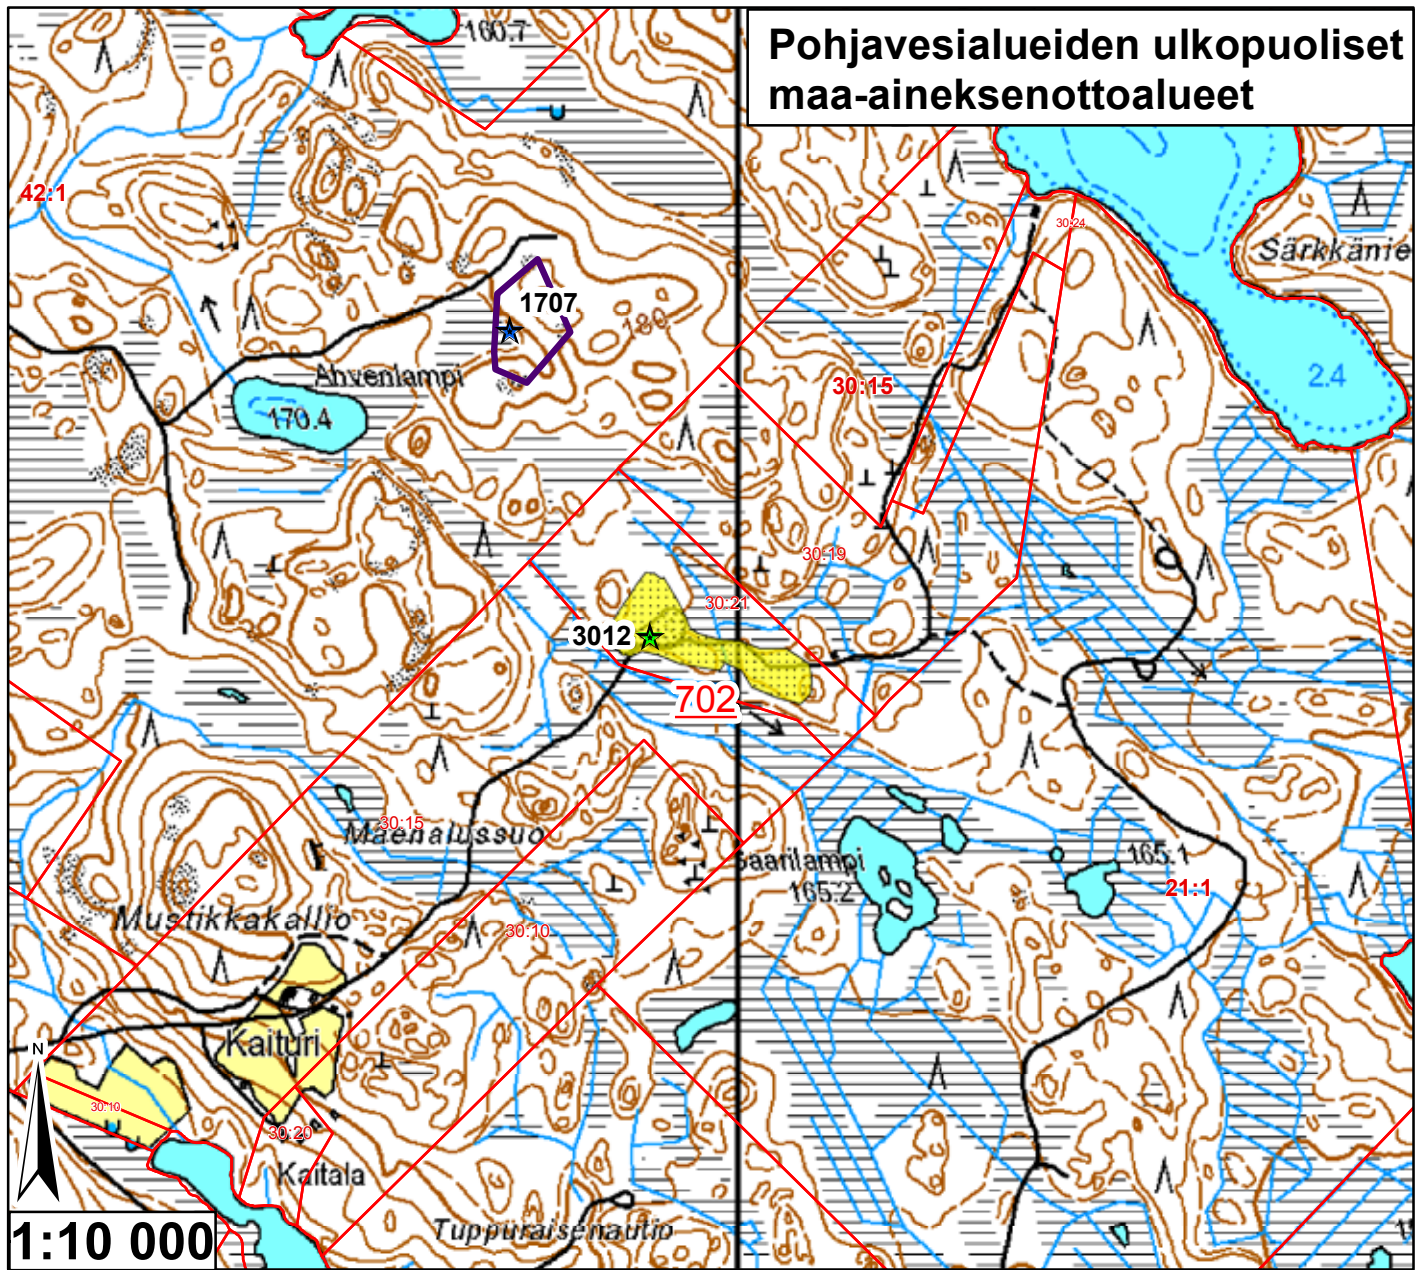 Pohjavesialueiden ulkopuoliset
maa-aineksenottoalueet
160.7
42:1
30:24
Särkkänie
1707
180
Ahvenlampi
170.4
30:15
2.4
30:19
30:21
3012
702
30:15
Mäenalussuo
Saarilampi
165.2
165.1
21:1
Mustikkakallio
30:10
Kaituri
N
30:10
30:20
Kaitala
Tuppuraisenautio
1:10 000